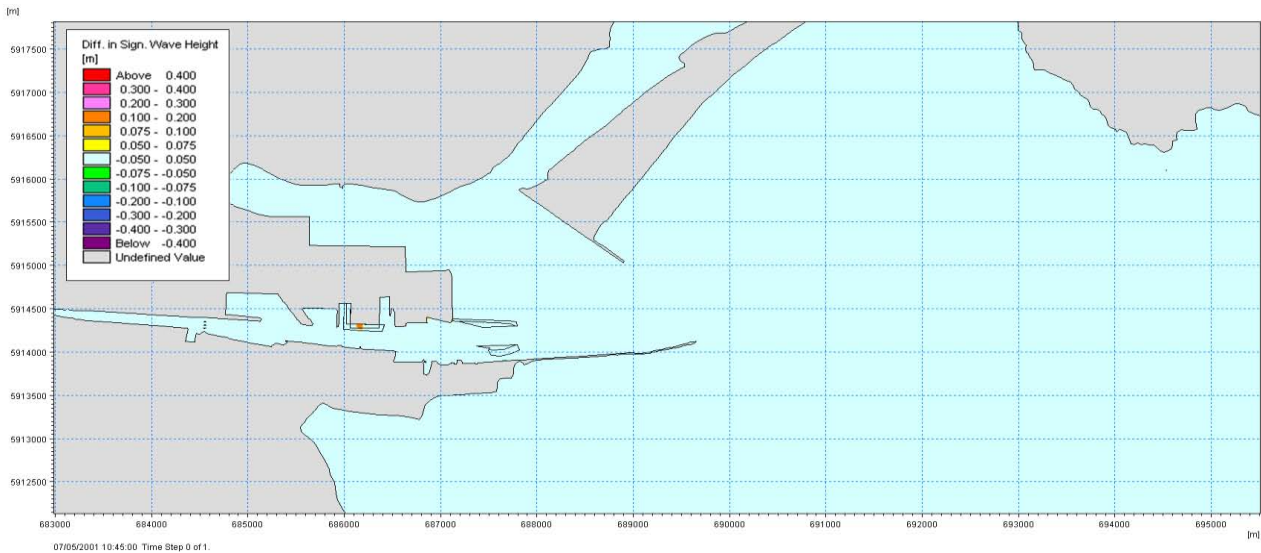 [m]
Diff. in Sign. Wave Height
[m]
Above 0.400
0.300 - 0.400
0.200 - 0.300
0.100 - 0.200
0.075 - 0.100
0.050 - 0.075
-0.050 - 0.050
-0.075 - -0.050
-0.100 - -0.075
-0.200 - -0.100
-0.300 - -0.200
-0.400 - -0.300
Below -0.400
Undefined Value
5917500
5917000
5916500
5916000
5915500
5915000
5914500
5914000
5913500
5913000
5912500
683000 684000 685000 686000 687000 688000 689000 690000 691000 692000 693000 694000 695000
[m]
07/05/2001 10:45:00 Time Step 0 of 1.